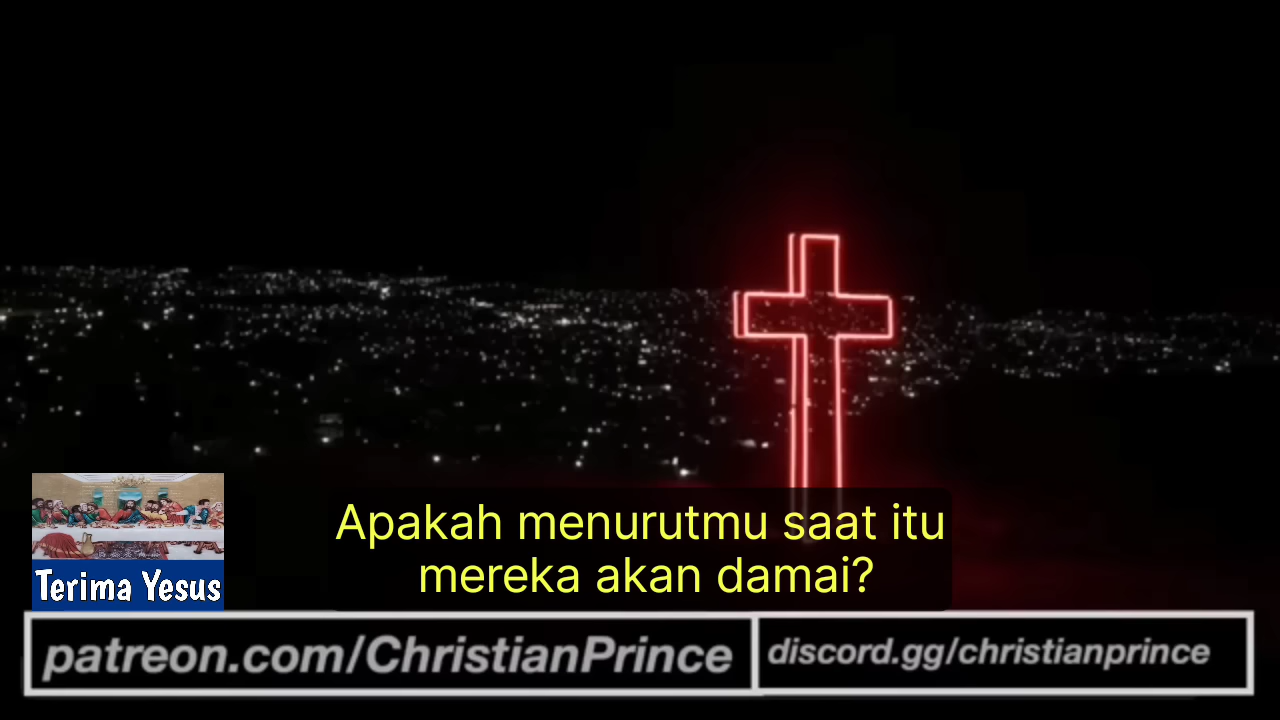 Apakah menurutmu saat itu
mereka akan damai?
Terima Yesus
patreon.com/ChristianPrince
discord.gg/christianprince